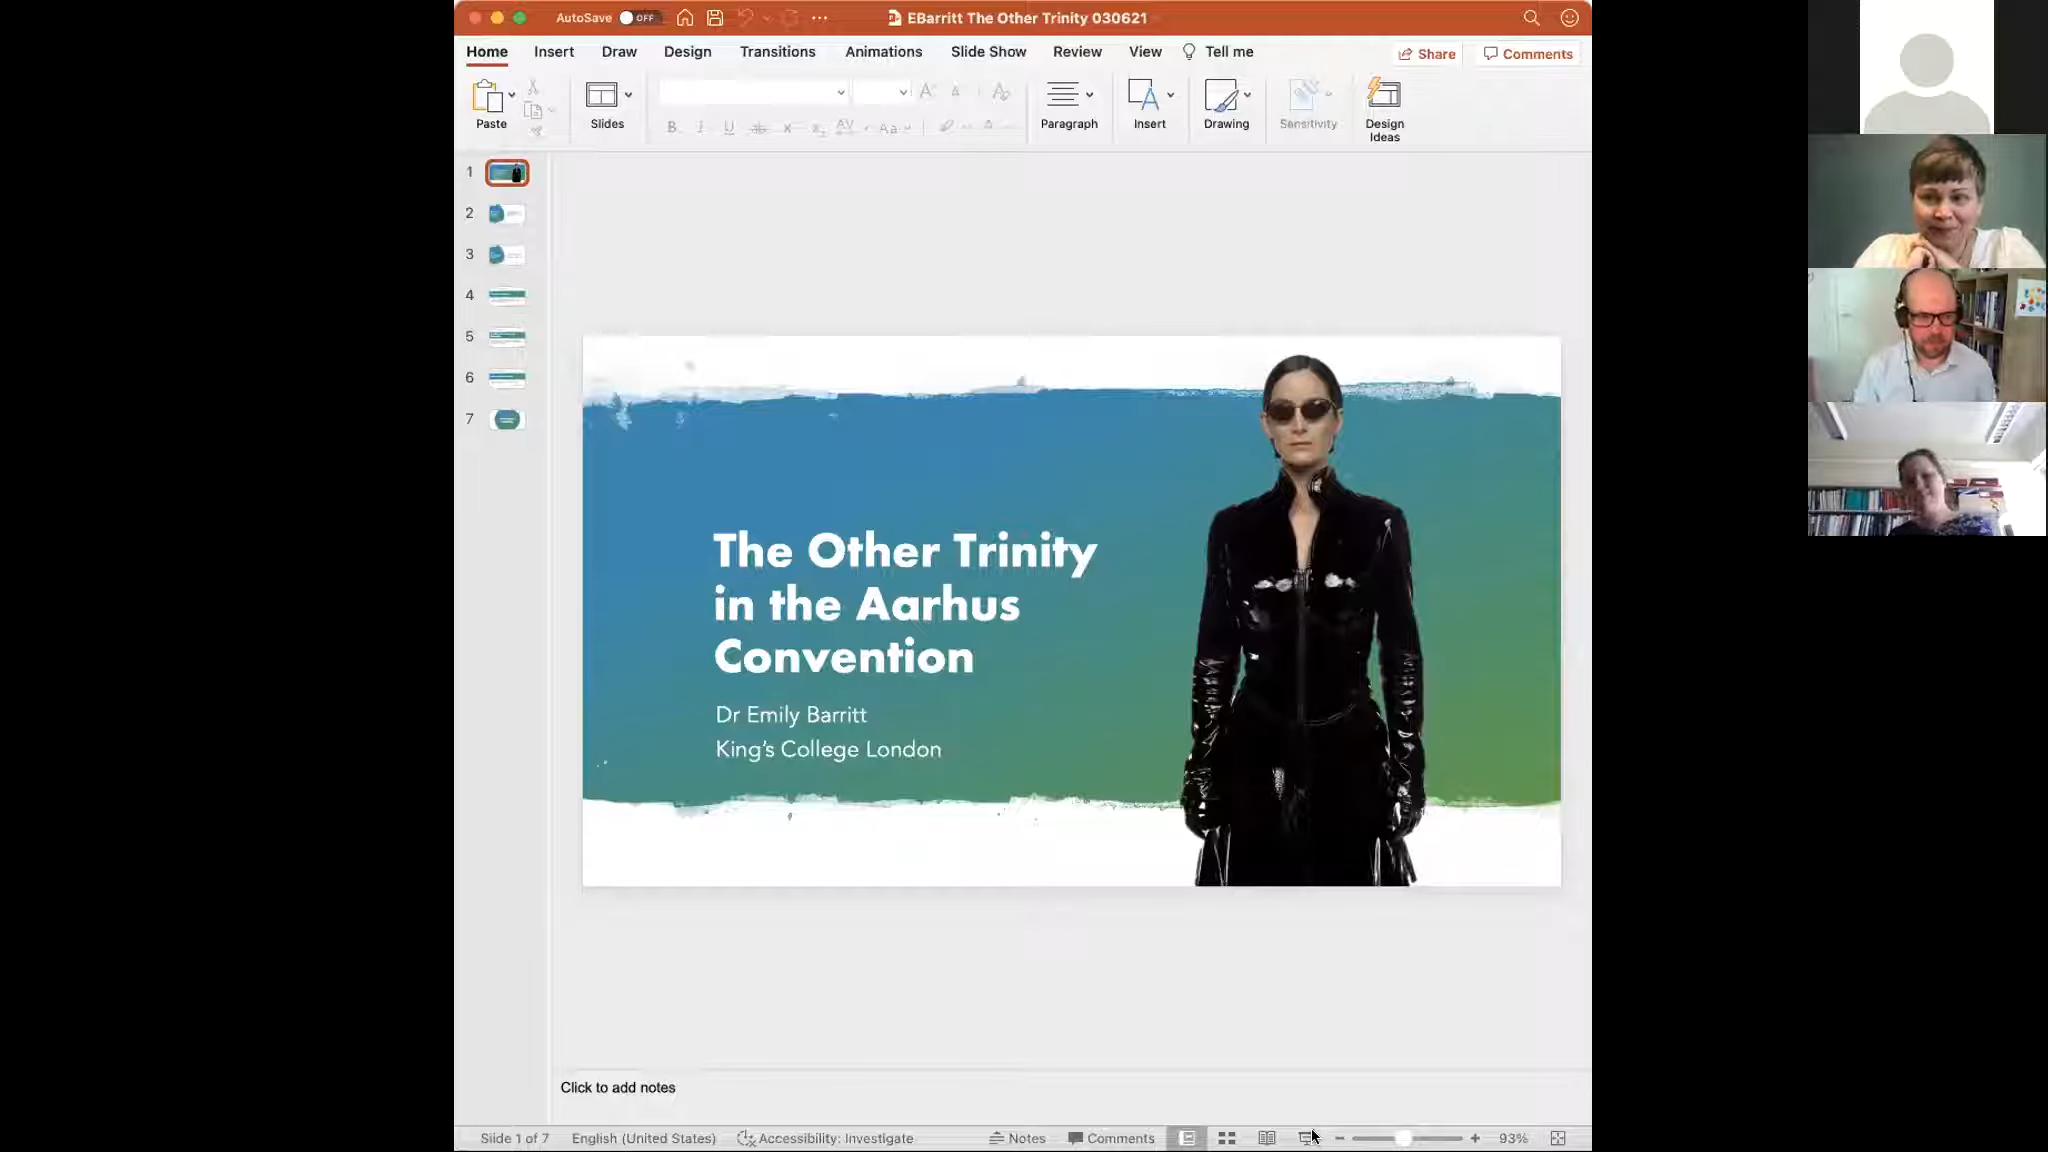 AutoSave OFF
EBarritt The Other Trinity 030621
Home Insert Draw Design Transitions Animations Slide Show Review View Tell me
Share Comments
Paste
Slides
Paragraph
Insert
Drawing
Sensitivity
Design
Ideas
1
2
3
4
5
6
7
The Other Trinity
in the Aarhus
Convention
Dr Emily Barritt
King's College London
Click to add notes
Slide 1 of 7 English (United States) Accessibility: Investigate Notes Comments 93%